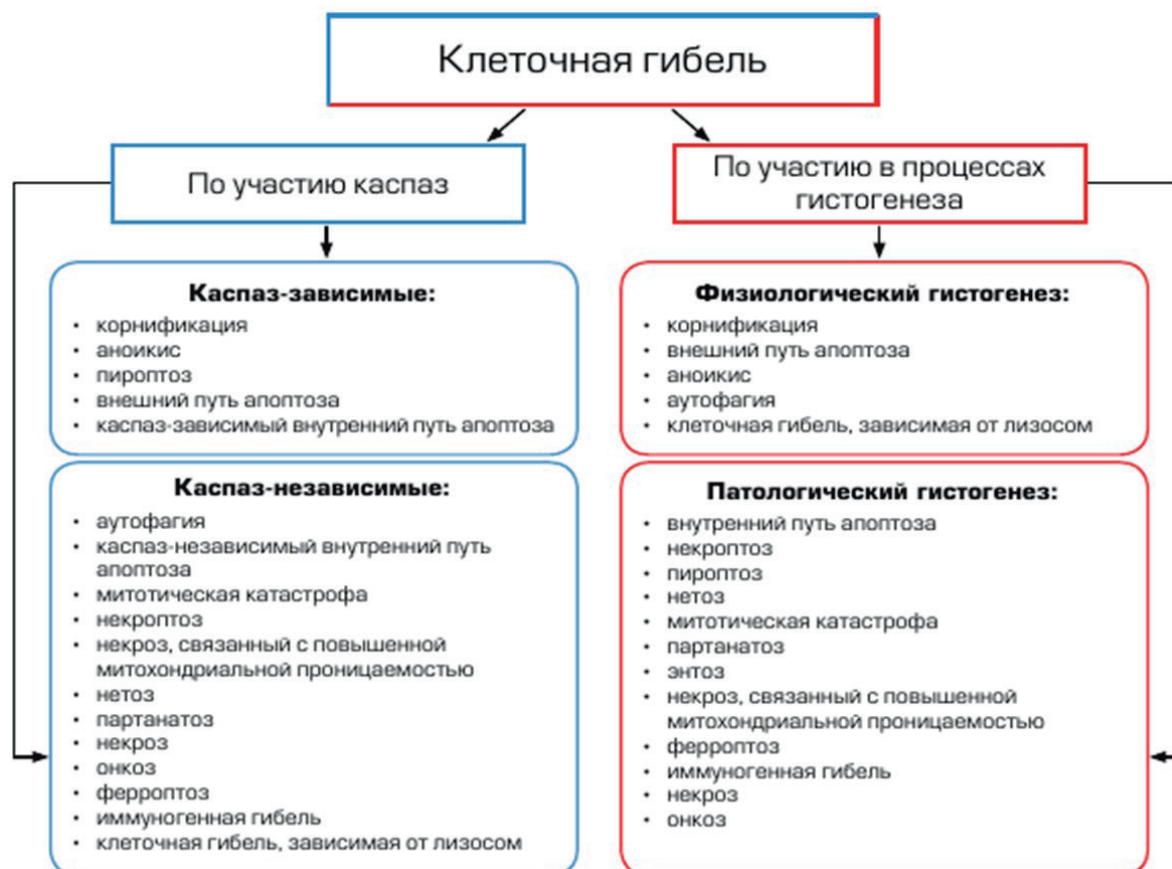 Клеточная гибель
По участию каспаз
По участию в процессах
гистогенеза
Каспаз-зависимые:
• корнификация
• аноикис
• пироптоз
• внешний путь апоптоза
• каспаз-зависимый внутренний путь апоптоза
Физиологический гистогенез:
• корнификация
• внешний путь апоптоза
• аноикис
• аутофагия
• клеточная гибель, зависимая от лизосом
Каспаз-независимые:
• аутофагия
• каспаз-независимый внутренний путь
апоптоза
• митотическая катастрофа
• некроптоз
• некроз, связанный с повышенной
митохондриальной проницаемостью
• нетоз
• партанатоз
• некроз
• онкоз
• ферроптоз
• иммуногенная гибель
• клеточная гибель, зависимая от лизосом
Патологический гистогенез:
• внутренний путь апоптоза
• некроптоз
• пироптоз
• нетоз
• митотическая катастрофа
• партанатоз
• энтоз
• некроз, связанный с повышенной
митохондриальной проницаемостью
• ферроптоз
• иммуногенная гибель
• некроз
• онкоз